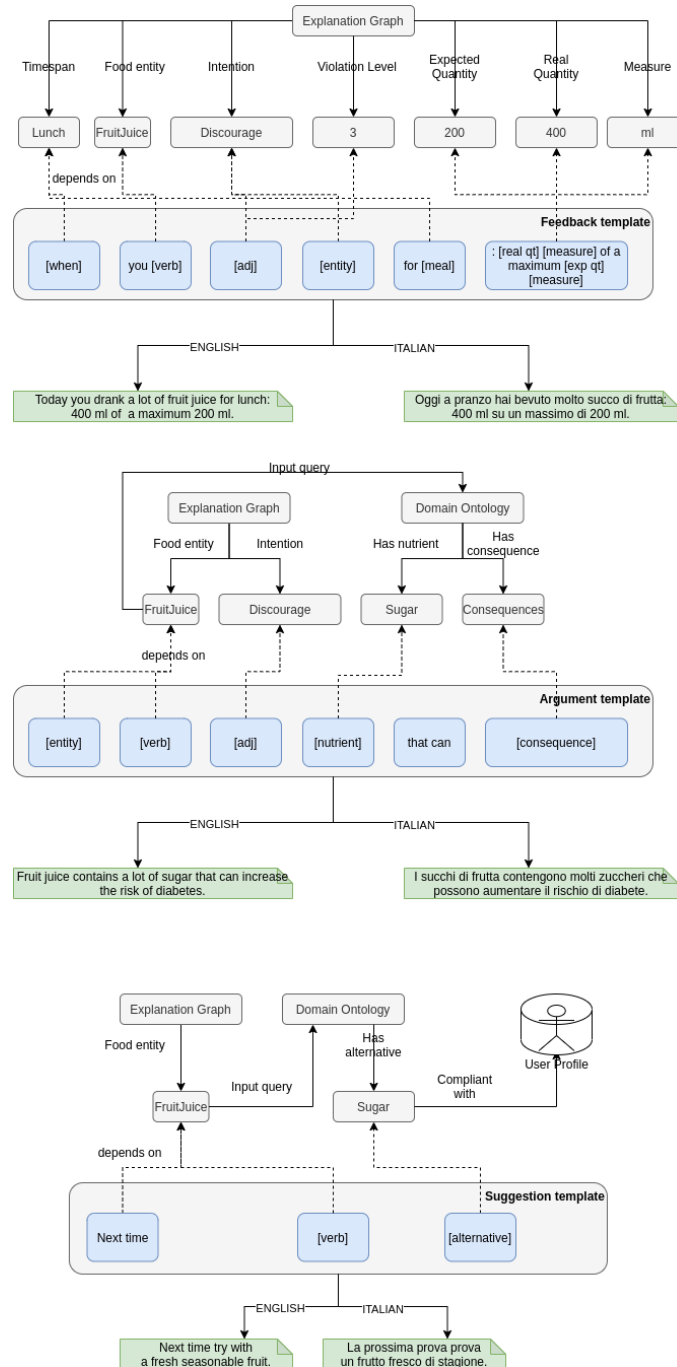 Explanation Graph
Timespan
Food entity
Intention
Violation Level
Expected
Quantity
Real
Quantity
Measure
Lunch
FruitJuice
Discourage
3
200
400
ml
depends on
Feedback template
[when]
you [verb]
[adj]
[entity]
for [meal]
: [real qt] [measure] of a
maximum [exp qt]
[measure]
ENGLISH
ITALIAN
Today you drank a lot of fruit juice for lunch:
400 ml of a maximum 200 ml.
Oggi a pranzo hai bevuto molto succo di frutta:
400 ml su un massimo di 200 ml.
Input query
Explanation Graph
Domain Ontology
Food entity
Intention
Has nutrient
Has
consequence
FruitJuice
Discourage
Sugar
Consequences
depends on
Argument template
[entity]
[verb]
[adj]
[nutrient]
that can
[consequence]
ENGLISH
ITALIAN
Fruit juice contains a lot of sugar that can increase
the risk of diabetes.
I succhi di frutta contengono molti zuccheri che
possono aumentare il rischio di diabete.
Explanation Graph
Domain Ontology
Food entity
Has
alternative
User Profile
Input query
Compliant
with
FruitJuice
Sugar
depends on
Suggestion template
Next time
[verb]
[alternative]
ENGLISH
ITALIAN
Next time try with
a fresh seasonable fruit.
La prossima prova prova
un frutto fresco di stagione.